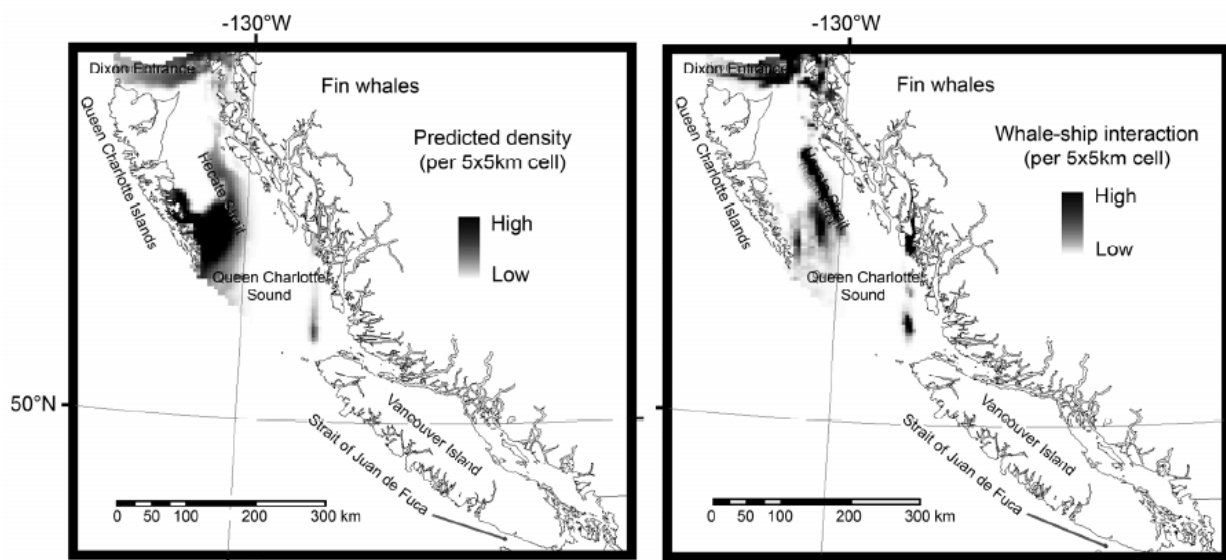 -130°W
Dixon Entrance
Fin whales
Queen Charlotte Islands
Predicted density
(per 5x5km cell)
Hecate Strait
High
Low
Queen Charlotte
Sound
50°N
Vancouver Island
Strait of Juan de Fuca
0 50 100 200 300 km
-130°W
Dixon Entrance
Fin whales
Queen Charlotte Islands
Whale-ship interaction
(per 5x5km cell)
Strait
High
Low
Queen Charlotte
Sound
Vancouver Island
Strait of Juan de Fuca
0 50 100 200 300 km